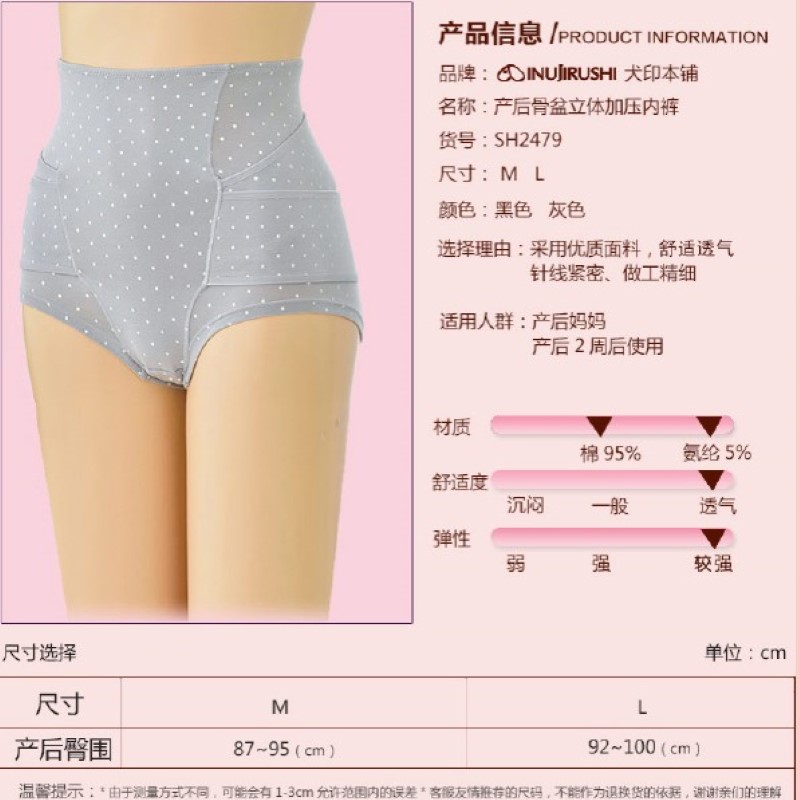 产品信息 /PRODUCT INFORMATION
品牌：INUJIRUSHI 犬印本铺
名称：产后骨盆立体加压内裤
货号：SH2479
尺寸： M L
颜色：黑色 灰色
选择理由：采用优质面料，舒适透气
针线紧密、做工精细
适用人群：产后妈妈
产后 2 周后使用
材质
棉 95% 氨纶 5%
舒适度
沉闷 一般 透气
弹性
弱 强 较强
尺寸选择 单位：cm
尺寸 M L
产后臀围 87~95（cm） 92~100（cm）
温馨提示：*由于测量方式不同，可能会有 1-3cm 允许范围内的误差 *客服友情推荐的尺码，不能作为退换货的依据，谢谢亲们的理解